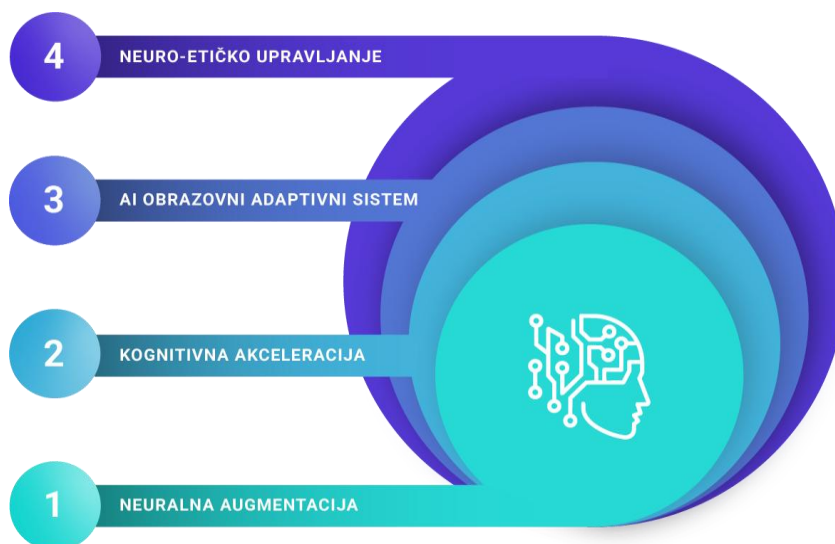 4
NEURO-ETIČKO UPRAVLJANJE
3
AI OBRAZOVNI ADAPTIVNI SISTEM
2
KOGNITIVNA AKCELERACIJA
1
NEURALNA AUGMENTACIJA